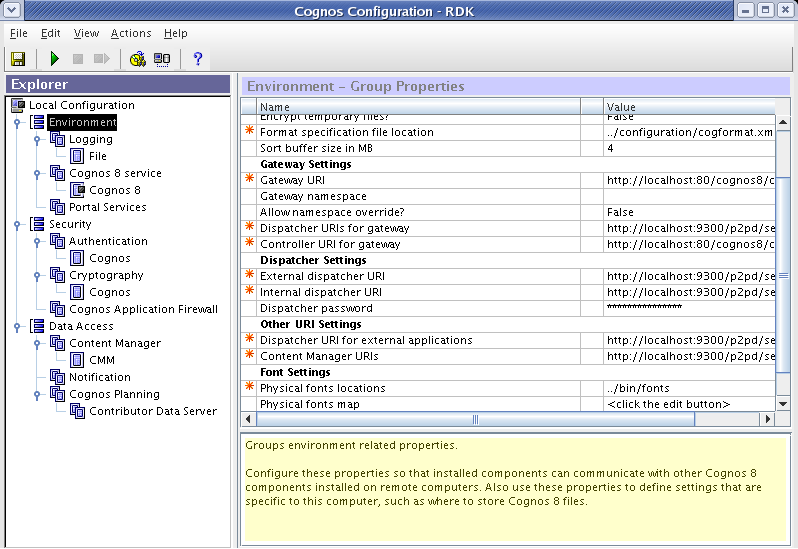 Cognos Configuration - RDK
File Edit View Actions Help
Explorer
Local Configuration
Environment
Logging
File
Cognos 8 service
Cognos 8
Portal Services
Security
Authentication
Cognos
Cryptography
Cognos
Cognos Application Firewall
Data Access
Content Manager
CMM
Notification
Cognos Planning
Contributor Data Server
Environment - Group Properties
Name Value
Encrypt temporary files? False
* Format specification file location ../configuration/cogformat.xm
Sort buffer size in MB 4
Gateway Settings
* Gateway URI http://localhost:80/cognos8/c
Gateway namespace
Allow namespace override? False
* Dispatcher URIs for gateway http://localhost:9300/p2pd/se
* Controller URI for gateway http://localhost:80/cognos8/c
Dispatcher Settings
* External dispatcher URI http://localhost:9300/p2pd/se
* Internal dispatcher URI http://localhost:9300/p2pd/se
Dispatcher password ***************
Other URI Settings
* Dispatcher URI for external applications http://localhost:9300/p2pd/se
* Content Manager URIs http://localhost:9300/p2pd/se
Font Settings
* Physical fonts locations ../bin/fonts
Physical fonts map <click the edit button>
Groups environment related properties.
Configure these properties so that installed components can communicate with other Cognos 8
components installed on remote computers. Also use these properties to define settings that are
specific to this computer, such as where to store Cognos 8 files.